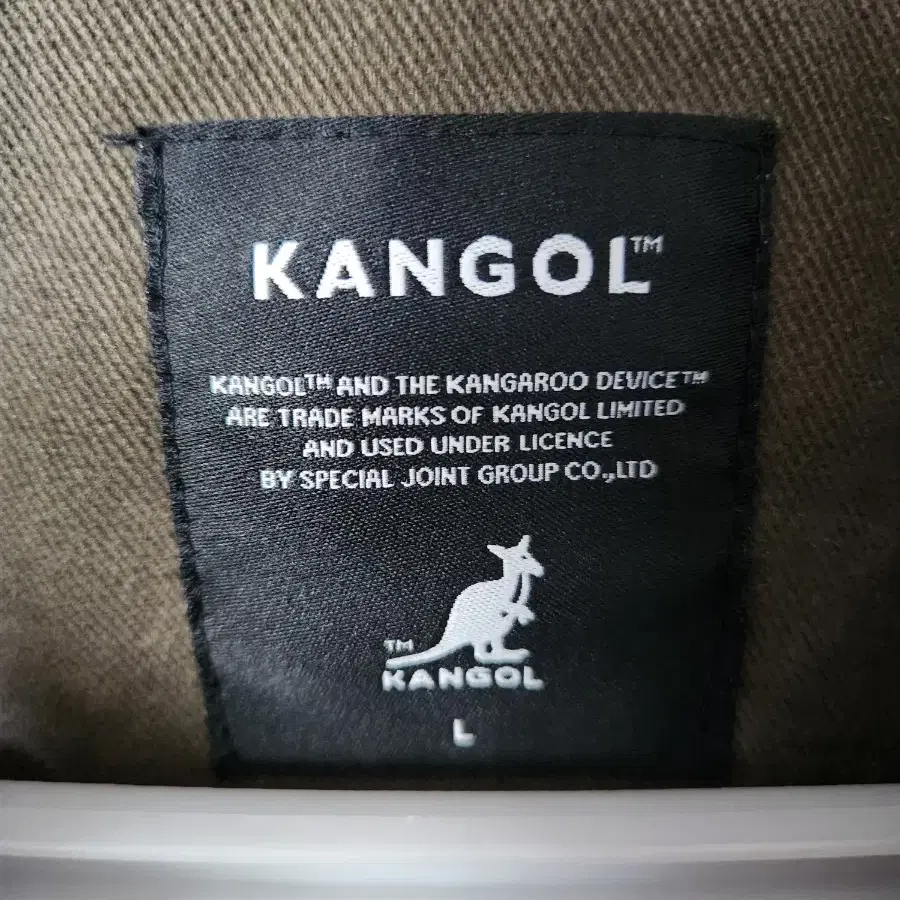 KANGOL™
KANGOL™ AND THE KANGAROO DEVICE™
ARE TRADE MARKS OF KANGOL LIMITED
AND USED UNDER LICENCE
BY SPECIAL JOINT GROUP CO.,LTD
™
KANGOL
L